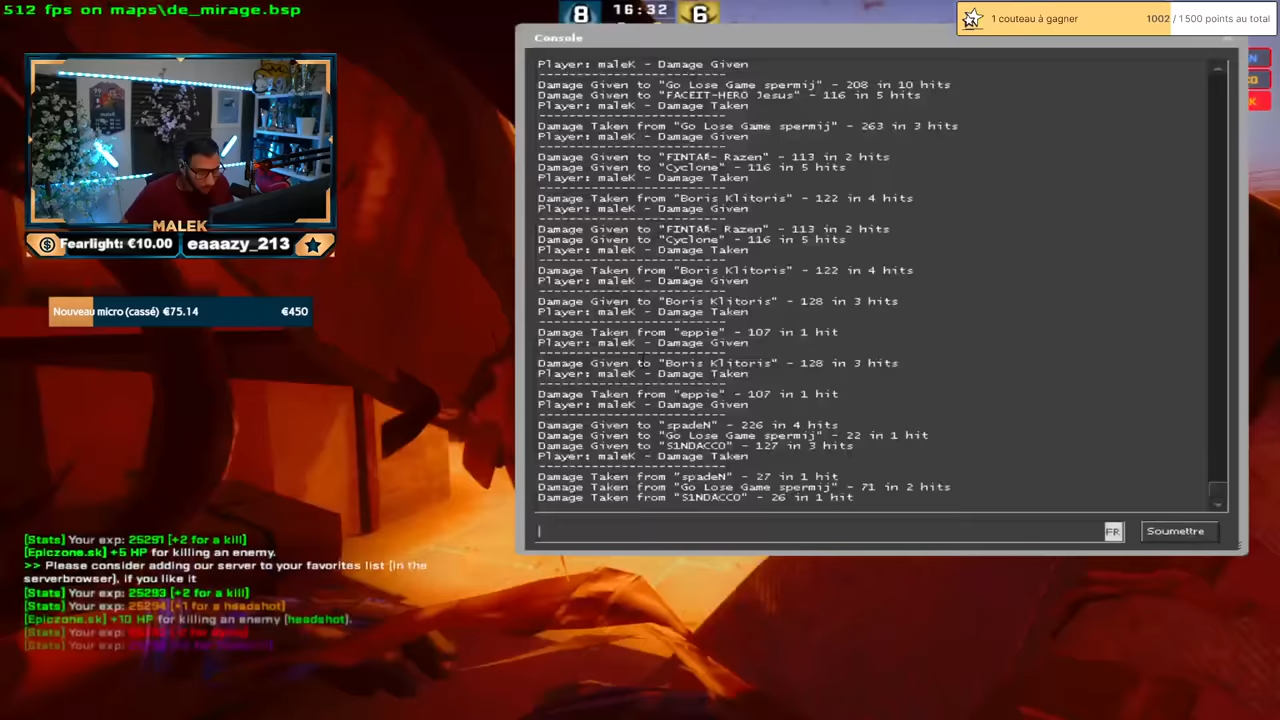 512 fps on maps\de_mirage.bsp
8 16:32 6
1 couteau à gagner 1002 / 1500 points au total
Console
Player: maleK - Damage Given
-------------------------
Damage Given to "Go Lose Game spermij" - 208 in 10 hits
Damage Given to "FACEIT-HERO Jesus" - 116 in 5 hits
Player: maleK - Damage Taken
-------------------------
Damage Taken from "Go Lose Game spermij" - 263 in 3 hits
Player: maleK - Damage Given
-------------------------
Damage Given to "FINTA - Razen" - 113 in 2 hits
Damage Given to "Cyclone" - 116 in 5 hits
Player: maleK - Damage Taken
-------------------------
Damage Taken from "Boris Klitoris" - 122 in 4 hits
Player: maleK - Damage Given
-------------------------
Damage Given to "FINTA - Razen" - 113 in 2 hits
Damage Given to "Cyclone" - 116 in 5 hits
Player: maleK - Damage Taken
-------------------------
Damage Taken from "Boris Klitoris" - 122 in 4 hits
Player: maleK - Damage Given
-------------------------
Damage Given to "Boris Klitoris" - 128 in 3 hits
Player: maleK - Damage Taken
-------------------------
Damage Taken from "eppie" - 107 in 1 hit
Player: maleK - Damage Given
-------------------------
Damage Given to "Boris Klitoris" - 128 in 3 hits
Player: maleK - Damage Taken
-------------------------
Damage Taken from "eppie" - 107 in 1 hit
Player: maleK - Damage Given
-------------------------
Damage Given to "spadeN" - 226 in 4 hits
Damage Given to "Go Lose Game spermij" - 22 in 1 hit
Damage Given to "S1NDACCO" - 127 in 3 hits
Player: maleK - Damage Taken
-------------------------
Damage Taken from "spadeN" - 27 in 1 hit
Damage Taken from "Go Lose Game spermij" - 71 in 2 hits
Damage Taken from "S1NDACCO" - 26 in 1 hit
FR Soumettre
MALEK
Fearlight: €10.00 eaaazy_213
Nouveau micro (cassé) €75.14 €450
[Stats] Your exp: 25291 [+2 for a kill]
[Epiczone.sk] +5 HP for killing an enemy.
>> Please consider adding our server to your favorites list (in the
serverbrowser), if you like it
[Stats] Your exp: 25293 [+2 for a kill]
[Stats] Your exp: 25294 [+1 for a headshot]
[Epiczone.sk] +10 HP for killing an enemy (headshot).
[Stats] Your exp:
[Stats] Your exp: